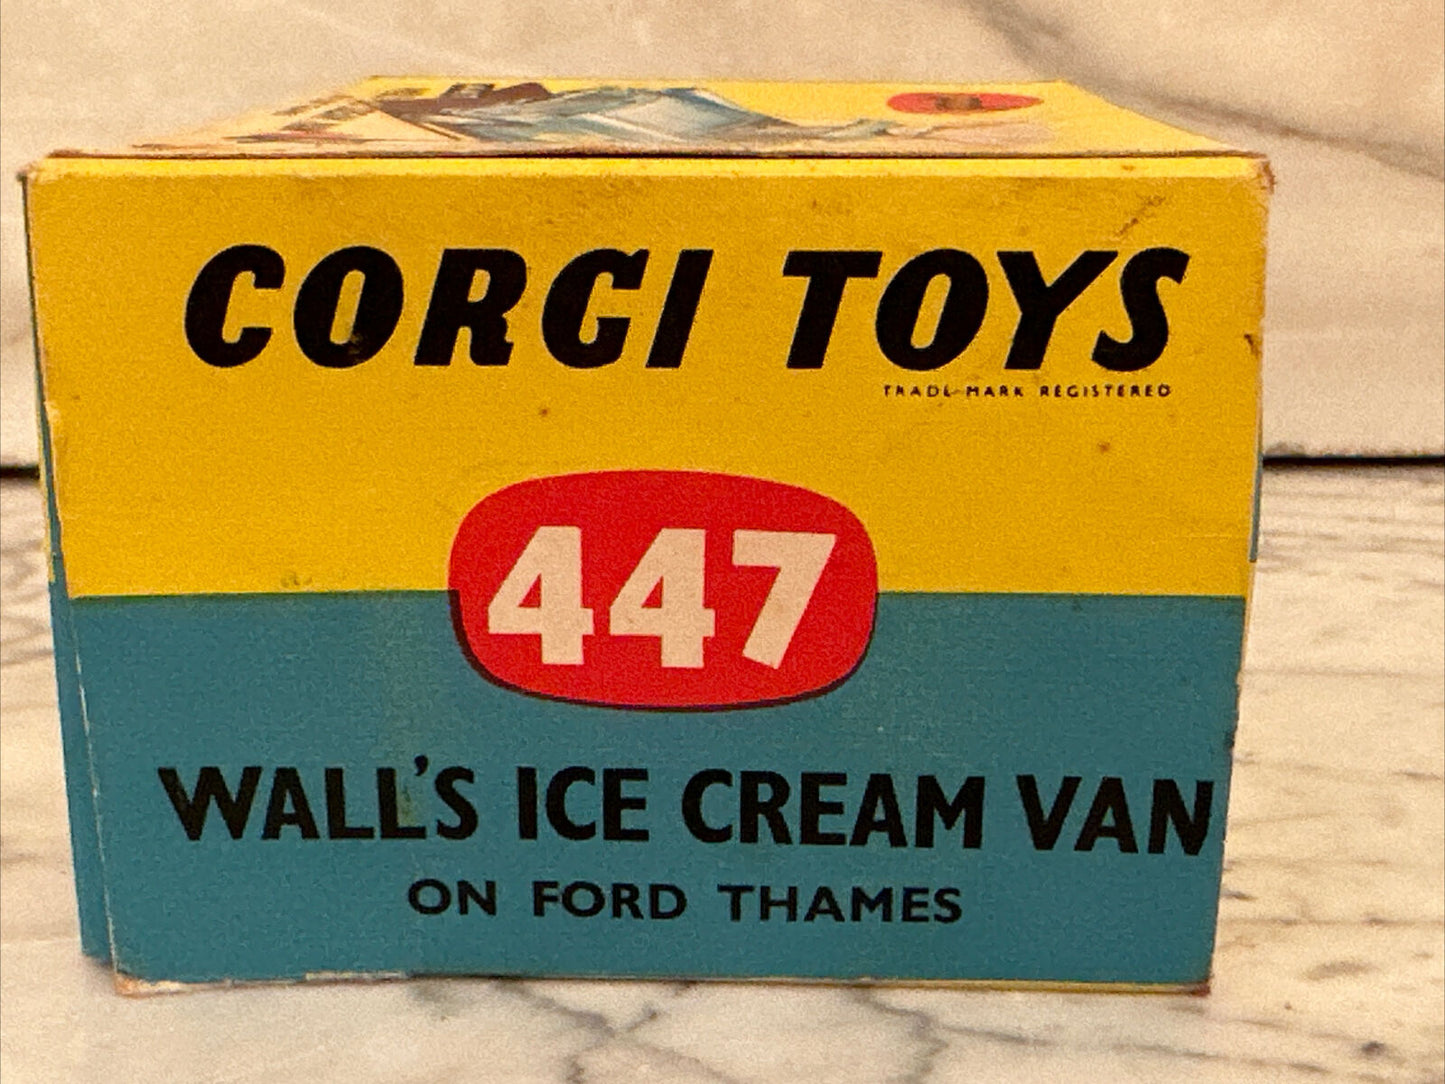 CORGI TOYS
TRADE-MARK REGISTERED
447
WALL'S ICE CREAM VAN
ON FORD THAMES